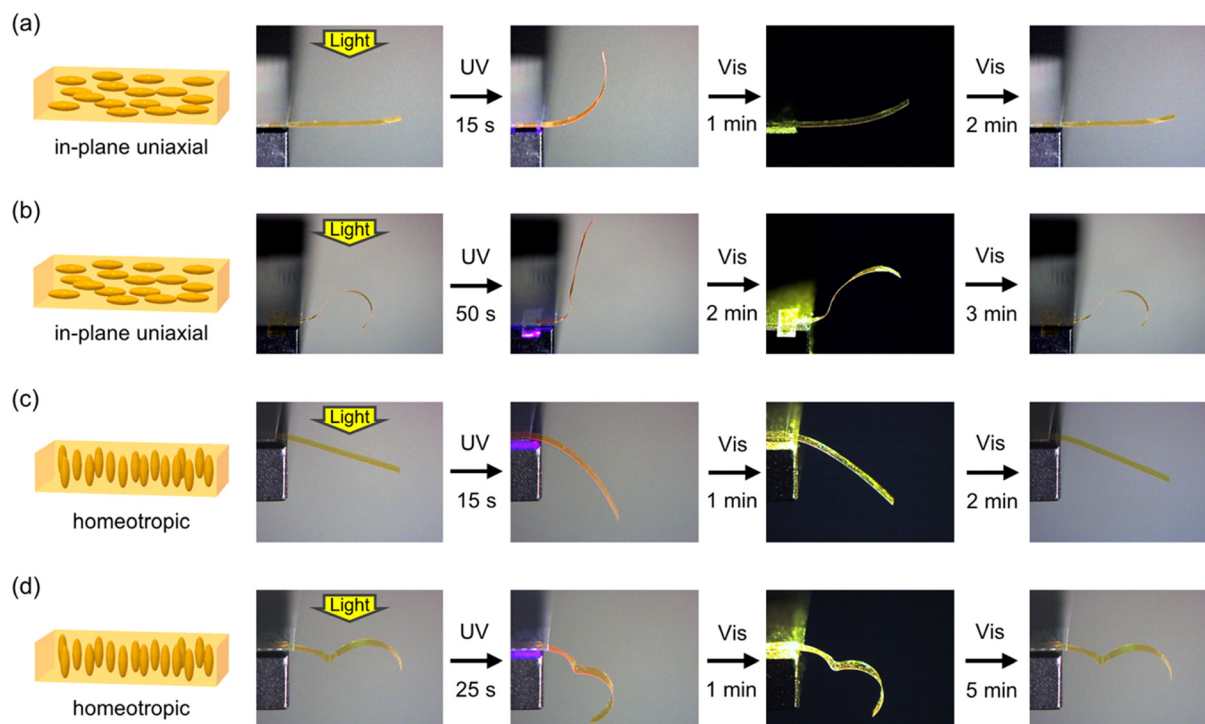 (a)
Light
UV
15 s
Vis
1 min
Vis
2 min
in-plane uniaxial
(b)
Light
UV
50 s
Vis
2 min
Vis
3 min
in-plane uniaxial
(c)
Light
UV
15 s
Vis
1 min
Vis
2 min
homeotropic
(d)
Light
UV
25 s
Vis
1 min
Vis
5 min
homeotropic